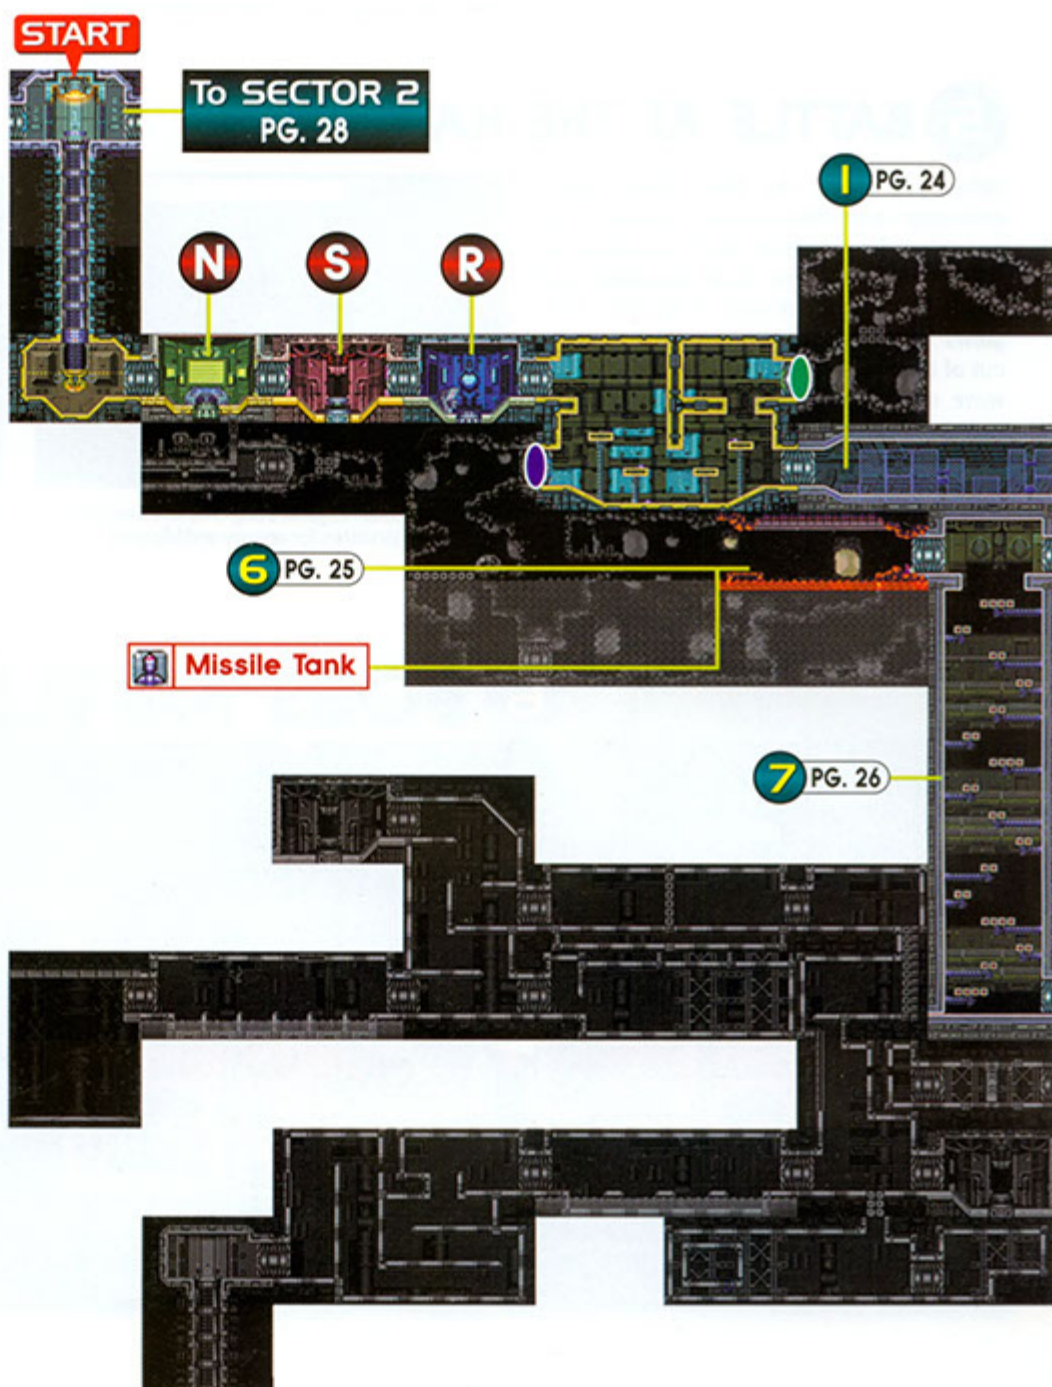 START
To SECTOR 2
PG. 28
1 PG. 24
N
S
R
6 PG. 25
Missile Tank
7 PG. 26